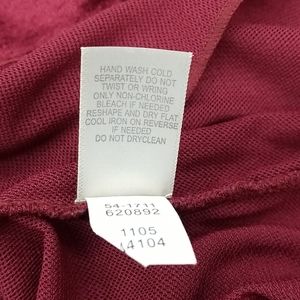 HAND WASH COLD
SEPARATELY DO NOT
TWIST OR WRING
ONLY NON-CHLORINE
BLEACH IF NEEDED
RESHAPE AND DRY FLAT
COOL IRON ON REVERSE
IF NEEDED
DO NOT DRYCLEAN
54-1711
620892
1105
4104